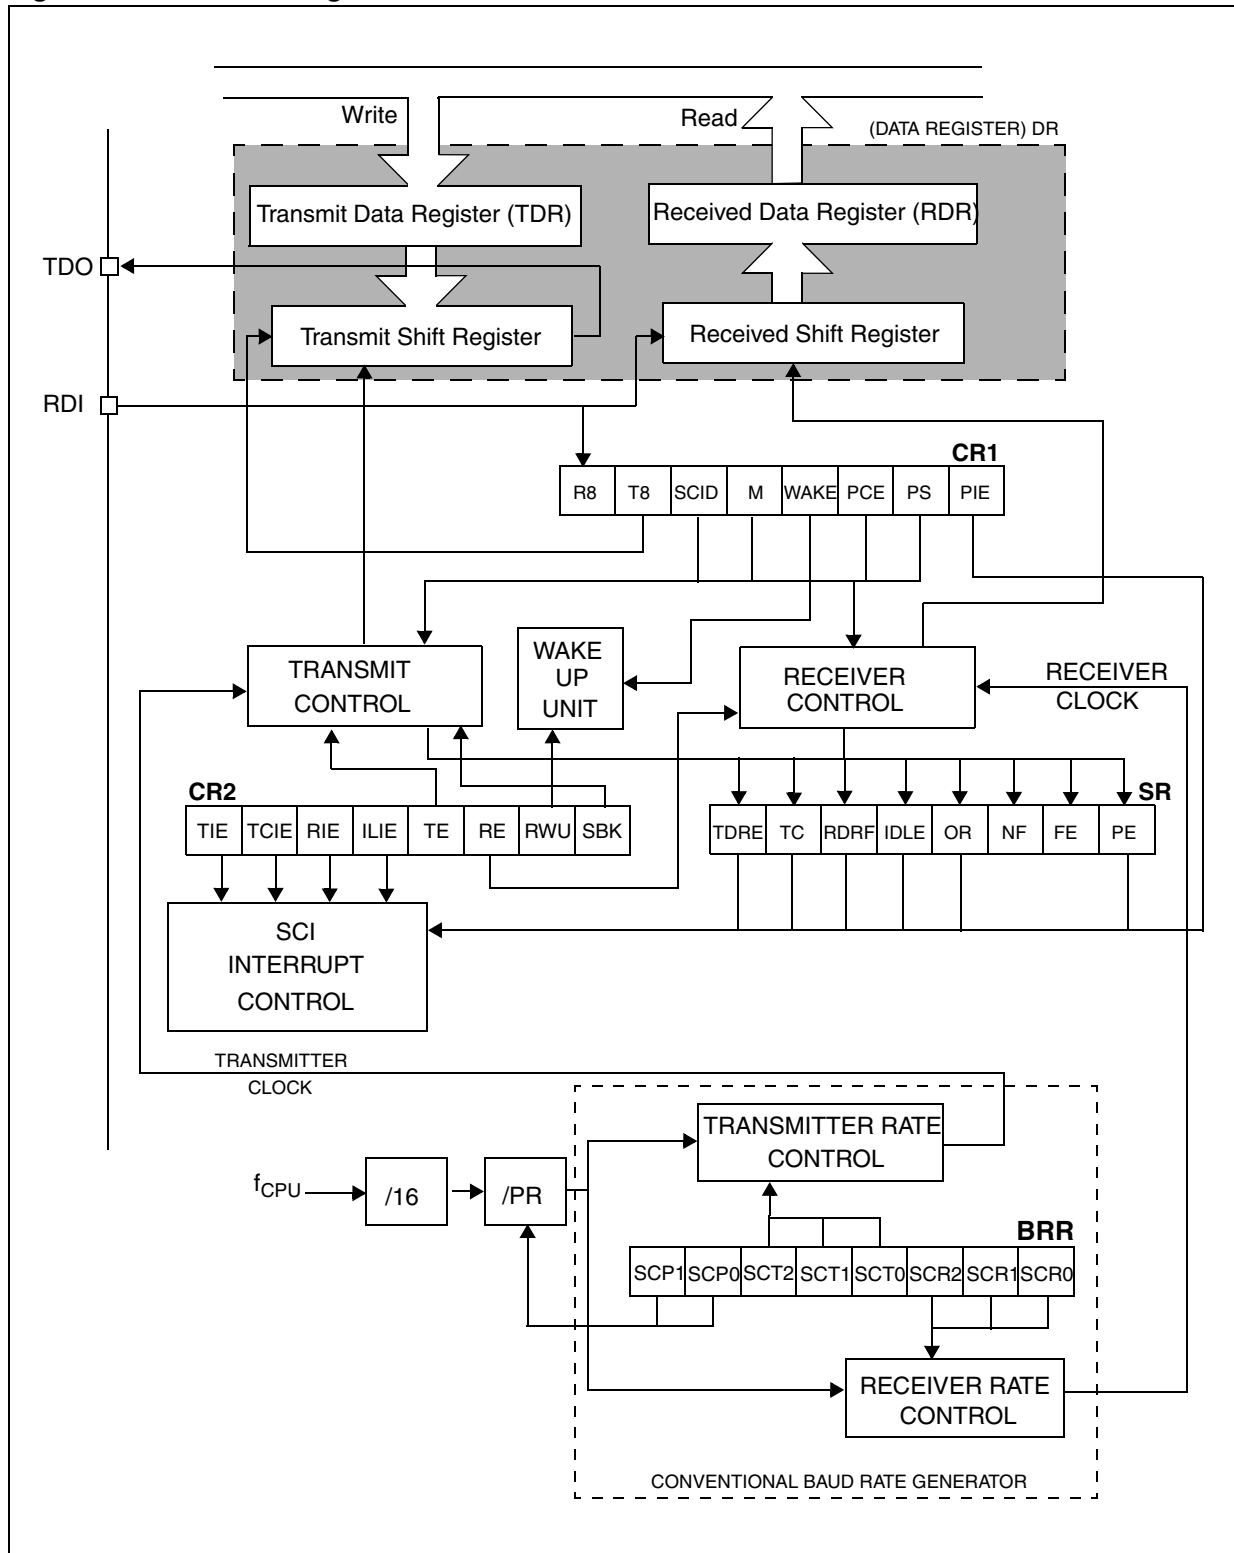 Write
Read
(DATA REGISTER) DR
Transmit Data Register (TDR)
Received Data Register (RDR)
TDO
Transmit Shift Register
Received Shift Register
RDI
CR1
R8 T8 SCID M WAKE PCE PS PIE
TRANSMIT
CONTROL
WAKE
UP
UNIT
RECEIVER
CONTROL
RECEIVER
CLOCK
CR2
TIE TCIE RIE ILIE TE RE RWU SBK
SR
TDRE TC RDRF IDLE OR NF FE PE
SCI
INTERRUPT
CONTROL
TRANSMITTER
CLOCK
TRANSMITTER RATE
CONTROL
fCPU
/16
/PR
BRR
SCP1 SCP0 SCT2 SCT1 SCT0 SCR2 SCR1 SCR0
RECEIVER RATE
CONTROL
CONVENTIONAL BAUD RATE GENERATOR